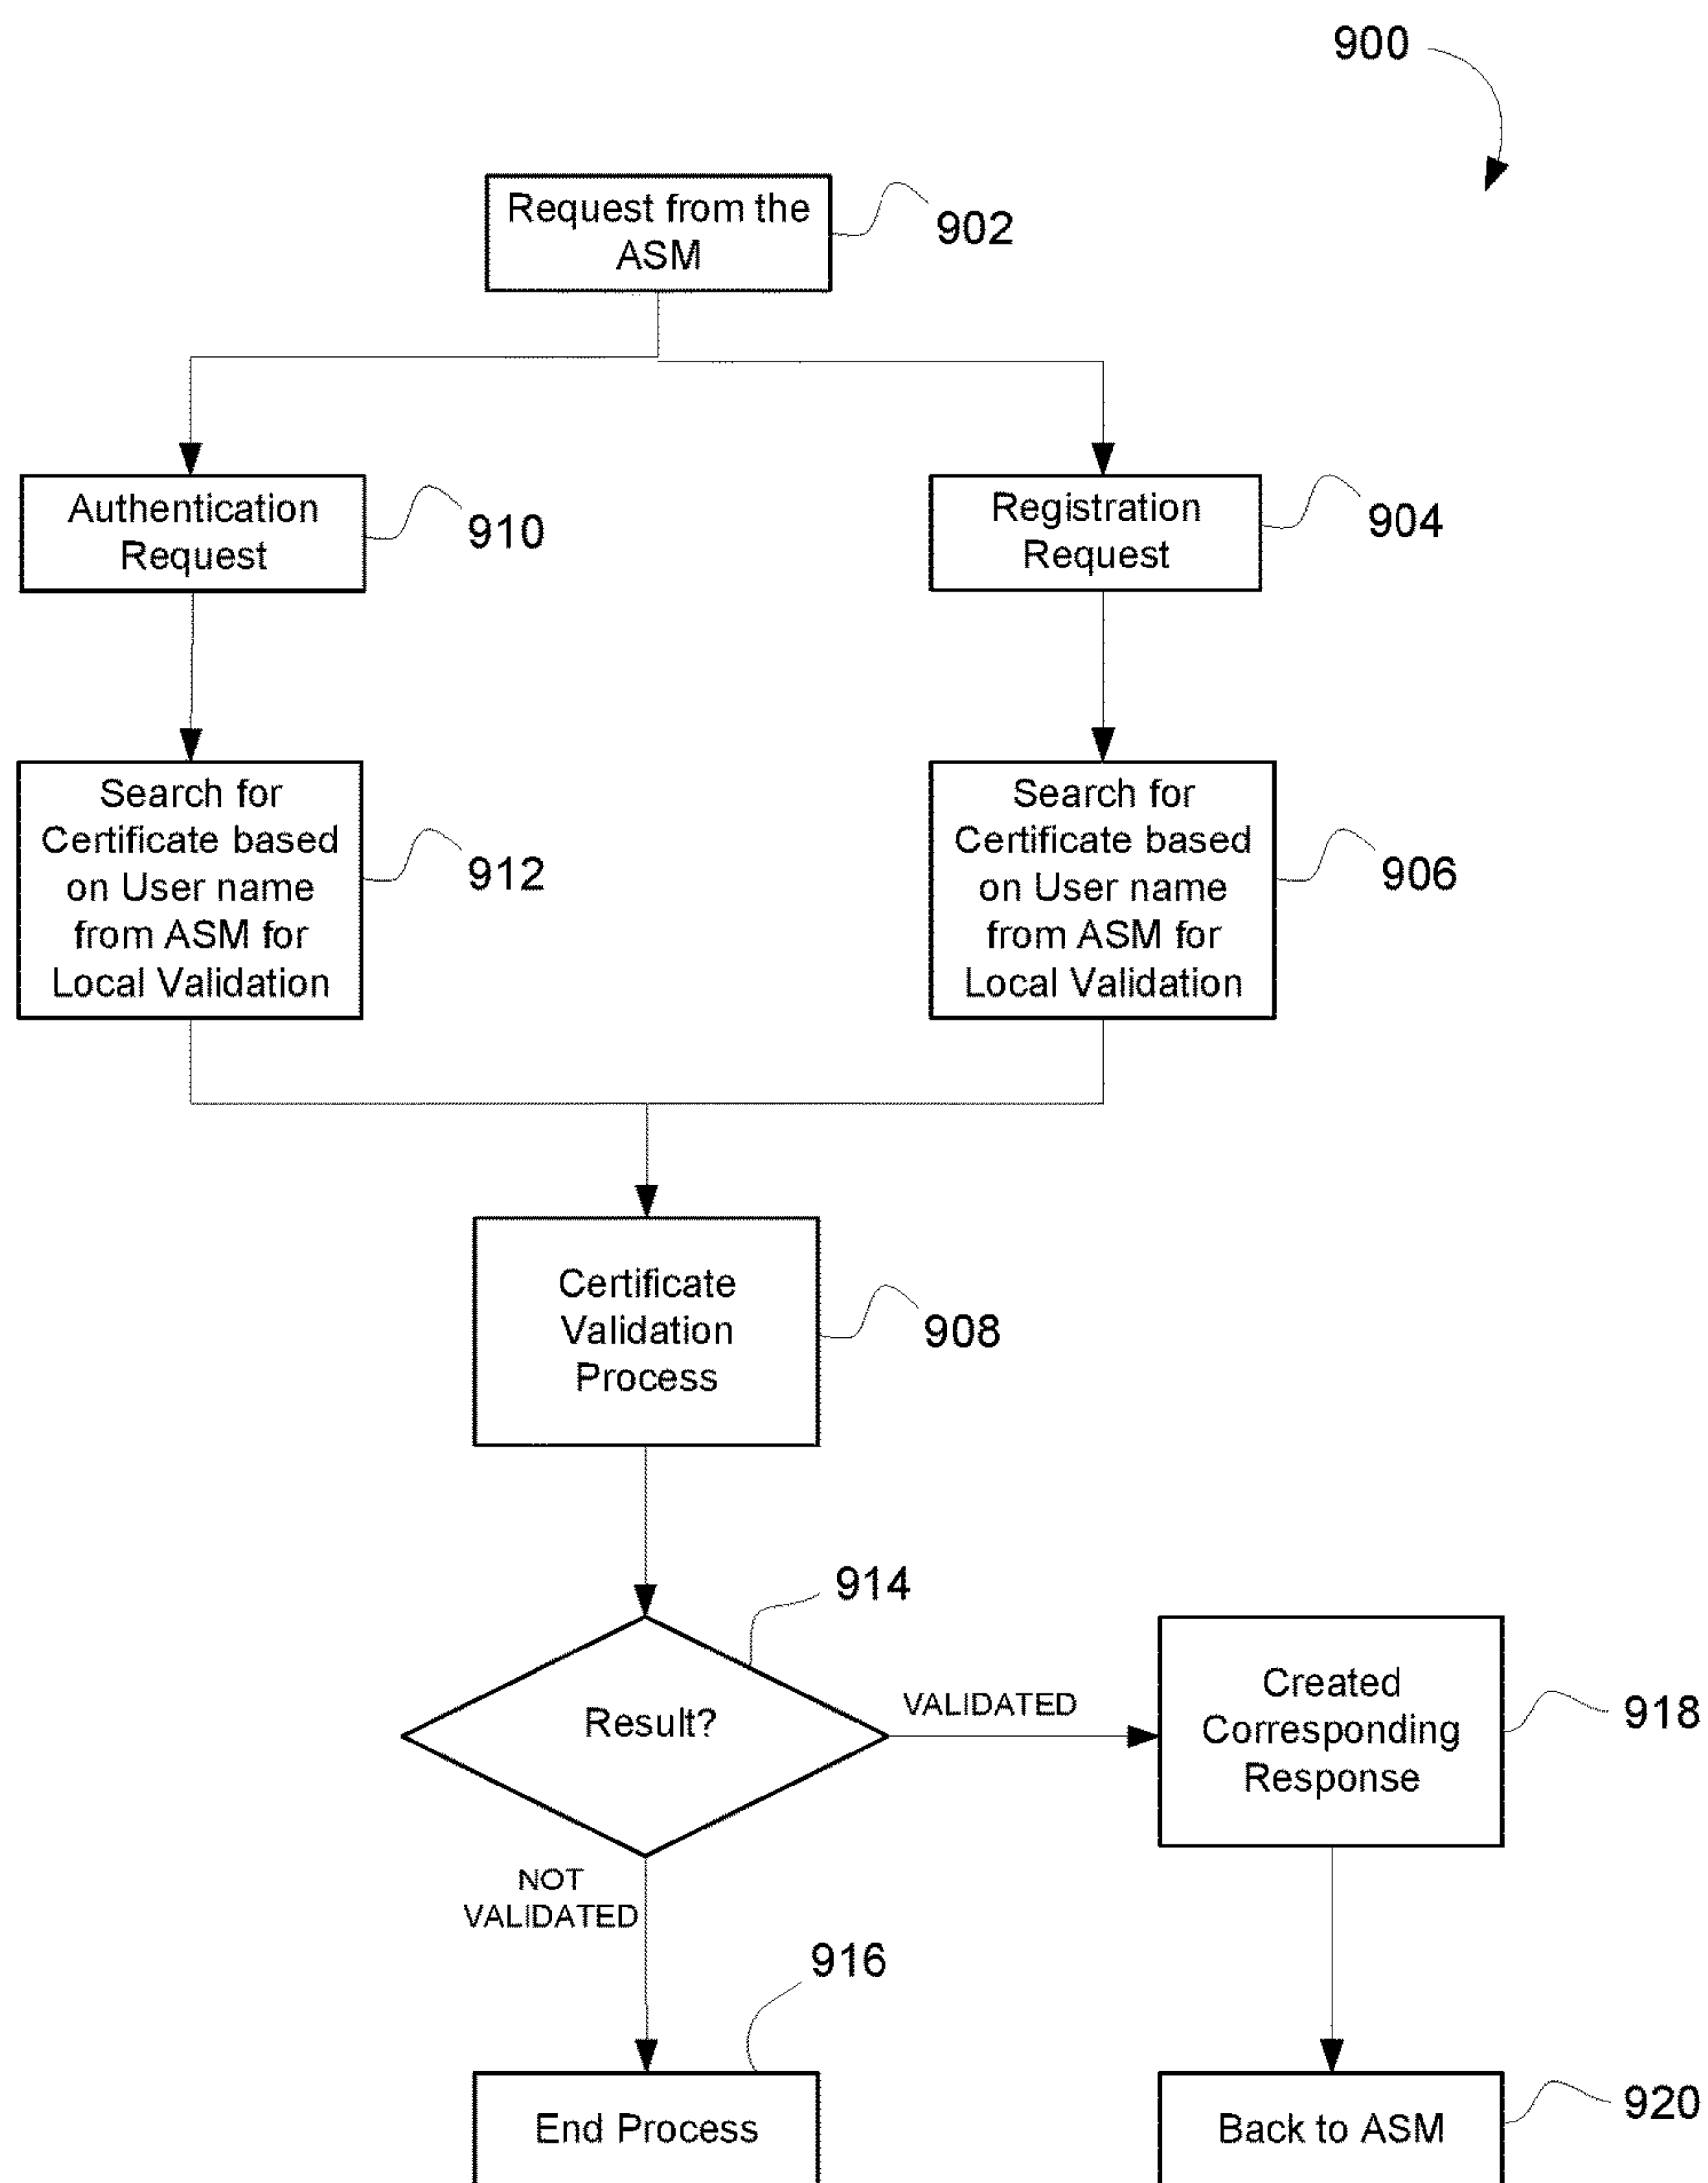 900
Request from the
ASM
902
Authentication
Request
910
Registration
Request
904
Search for
Certificate based
on User name
from ASM for
Local Validation
912
Search for
Certificate based
on User name
from ASM for
Local Validation
906
Certificate
Validation
Process
908
914
Result?
VALIDATED
Created
Corresponding
Response
918
NOT
VALIDATED
916
End Process
Back to ASM
920